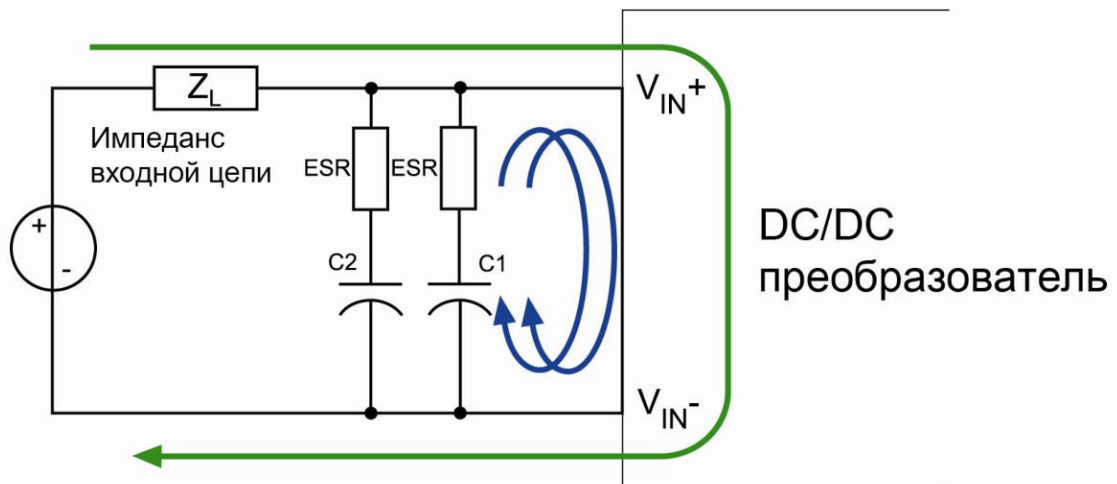 Z_L
V_IN+
Импеданс
входной цепи
ESR
ESR
+
-
C2
C1
DC/DC
преобразователь
V_IN-